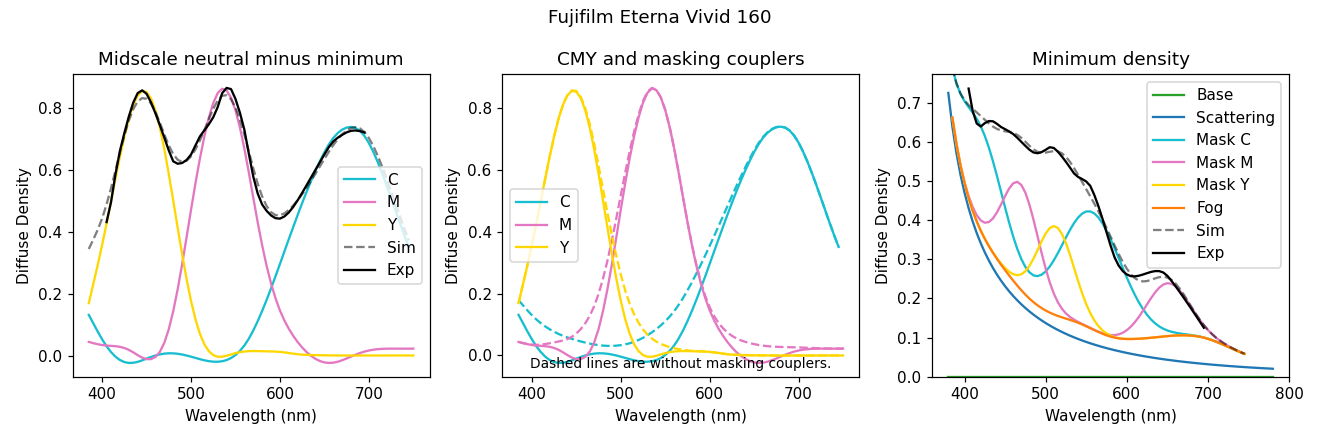 Fujifilm Eterna Vivid 160
Midscale neutral minus minimum
Diffuse Density
0.8
0.6
0.4
0.2
0.0
400
500
600
700
Wavelength (nm)
C
M
Y
Sim
Exp
CMY and masking couplers
Diffuse Density
0.8
0.6
0.4
0.2
0.0
400
500
600
700
Wavelength (nm)
C
M
Y
Dashed lines are without masking couplers.
Minimum density
Diffuse Density
0.7
0.6
0.5
0.4
0.3
0.2
0.1
0.0
400
500
600
700
800
Wavelength (nm)
Base
Scattering
Mask C
Mask M
Mask Y
Fog
Sim
Exp